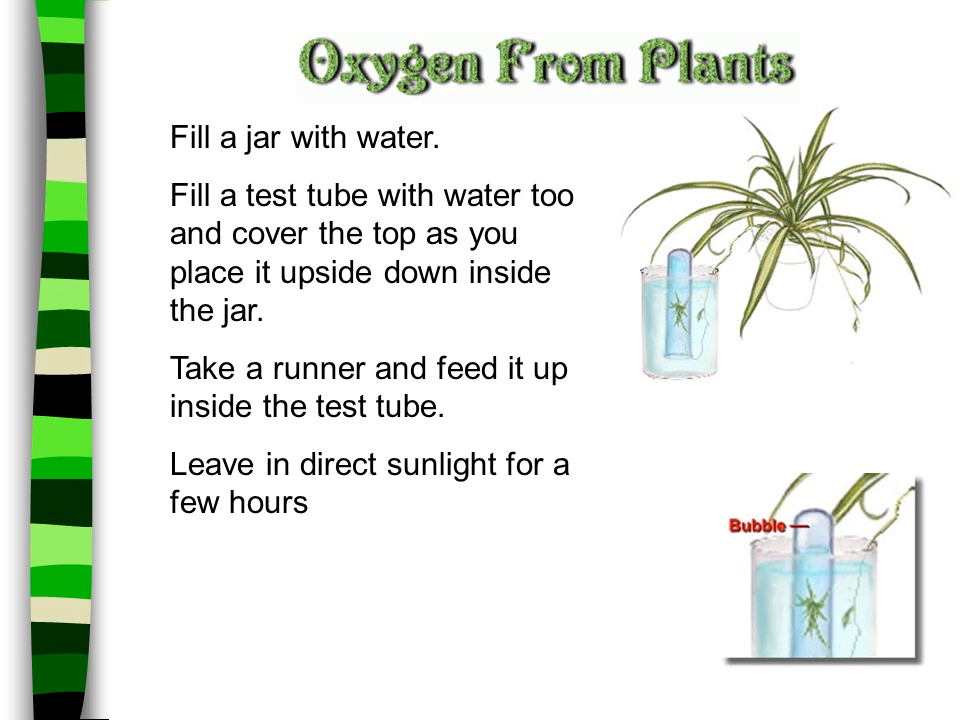 Oxygen From Plants
Fill a jar with water.
Fill a test tube with water too
and cover the top as you
place it upside down inside
the jar.
Take a runner and feed it up
inside the test tube.
Leave in direct sunlight for a
few hours
Bubble